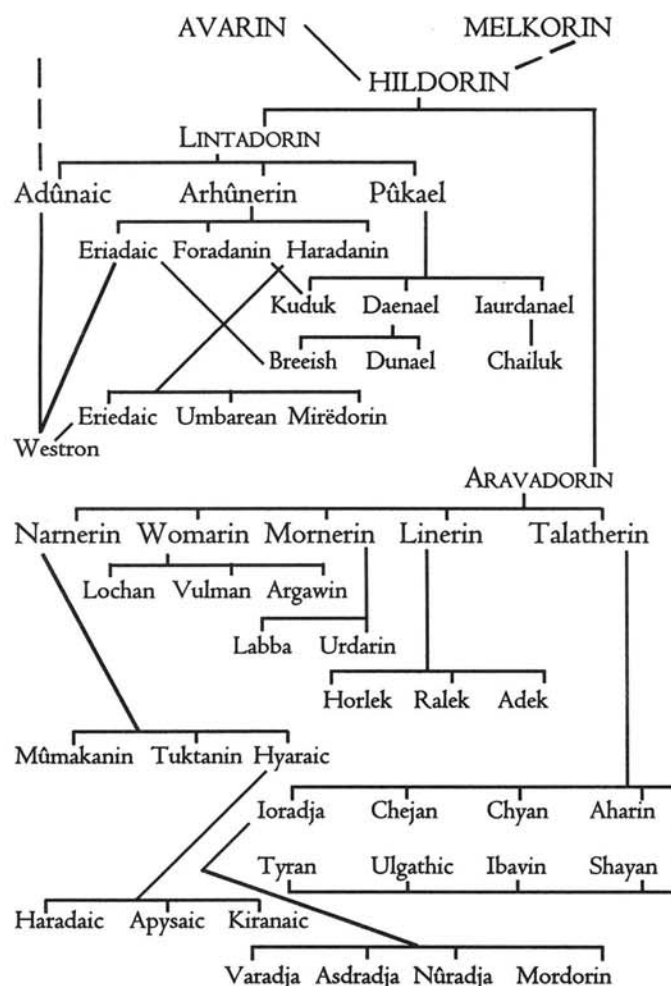 AVARIN MELKORIN
HILDORIN
LINTADORIN
Adûnaic Arhûnerin Pûkael
Eriadaic Foradanin Haradanin
Kuduk Daenael Iaurdanael
Breeish Dunael Chailuk
Eriedaic Umbarean Mirëdorin
Westron
ARAVADORIN
Narnerin Womarin Mornerin Linerin Talatherin
Lochan Vulman Argawin
Labba Urdarin
Horlek Ralek Adek
Mûmakanin Tuktanin Hyaraic
Ioradja Chejan Chyan Aharin
Tyran Ulgathic Ibavin Shayan
Haradaic Apysaic Kiranaic
Varadja Asdradja Nûradja Mordorin